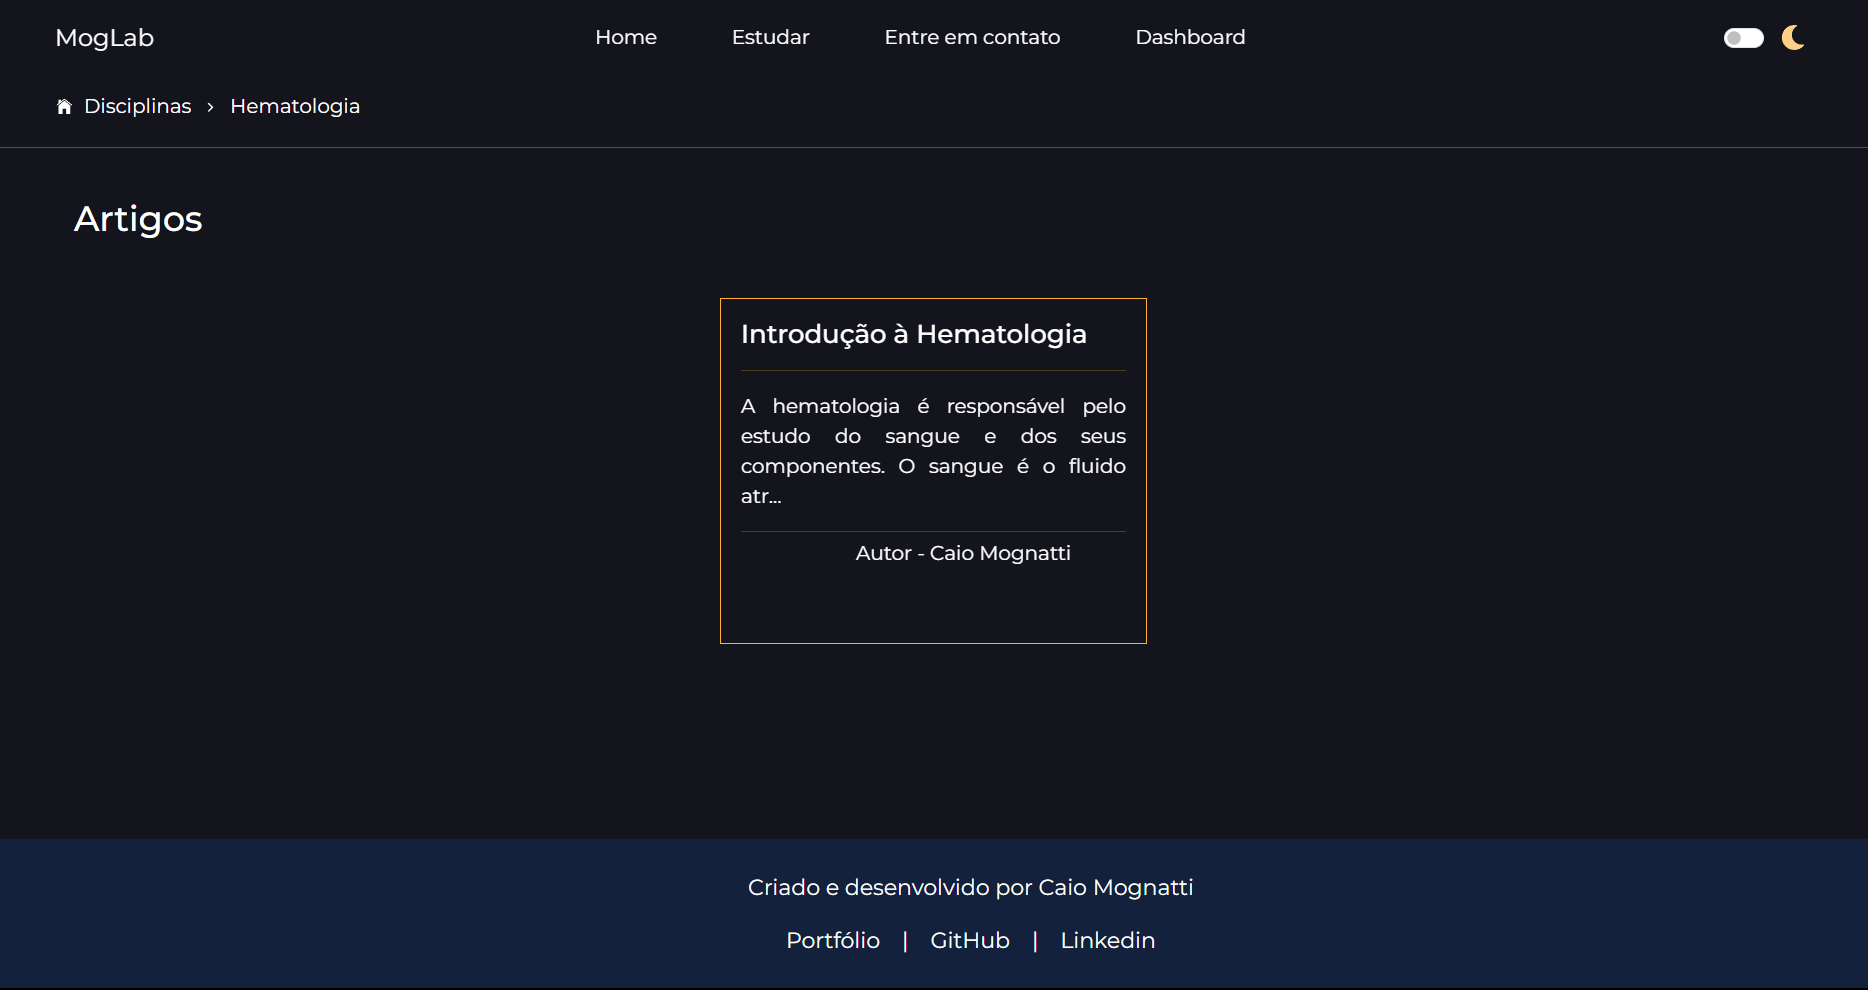 MogLab
Home Estudar Entre em contato Dashboard
Disciplinas › Hematologia
Artigos
Introdução à Hematologia
A hematologia é responsável pelo
estudo do sangue e dos seus
componentes. O sangue é o fluido
atr...
Autor - Caio Mognatti
Criado e desenvolvido por Caio Mognatti
Portfólio | GitHub | Linkedin